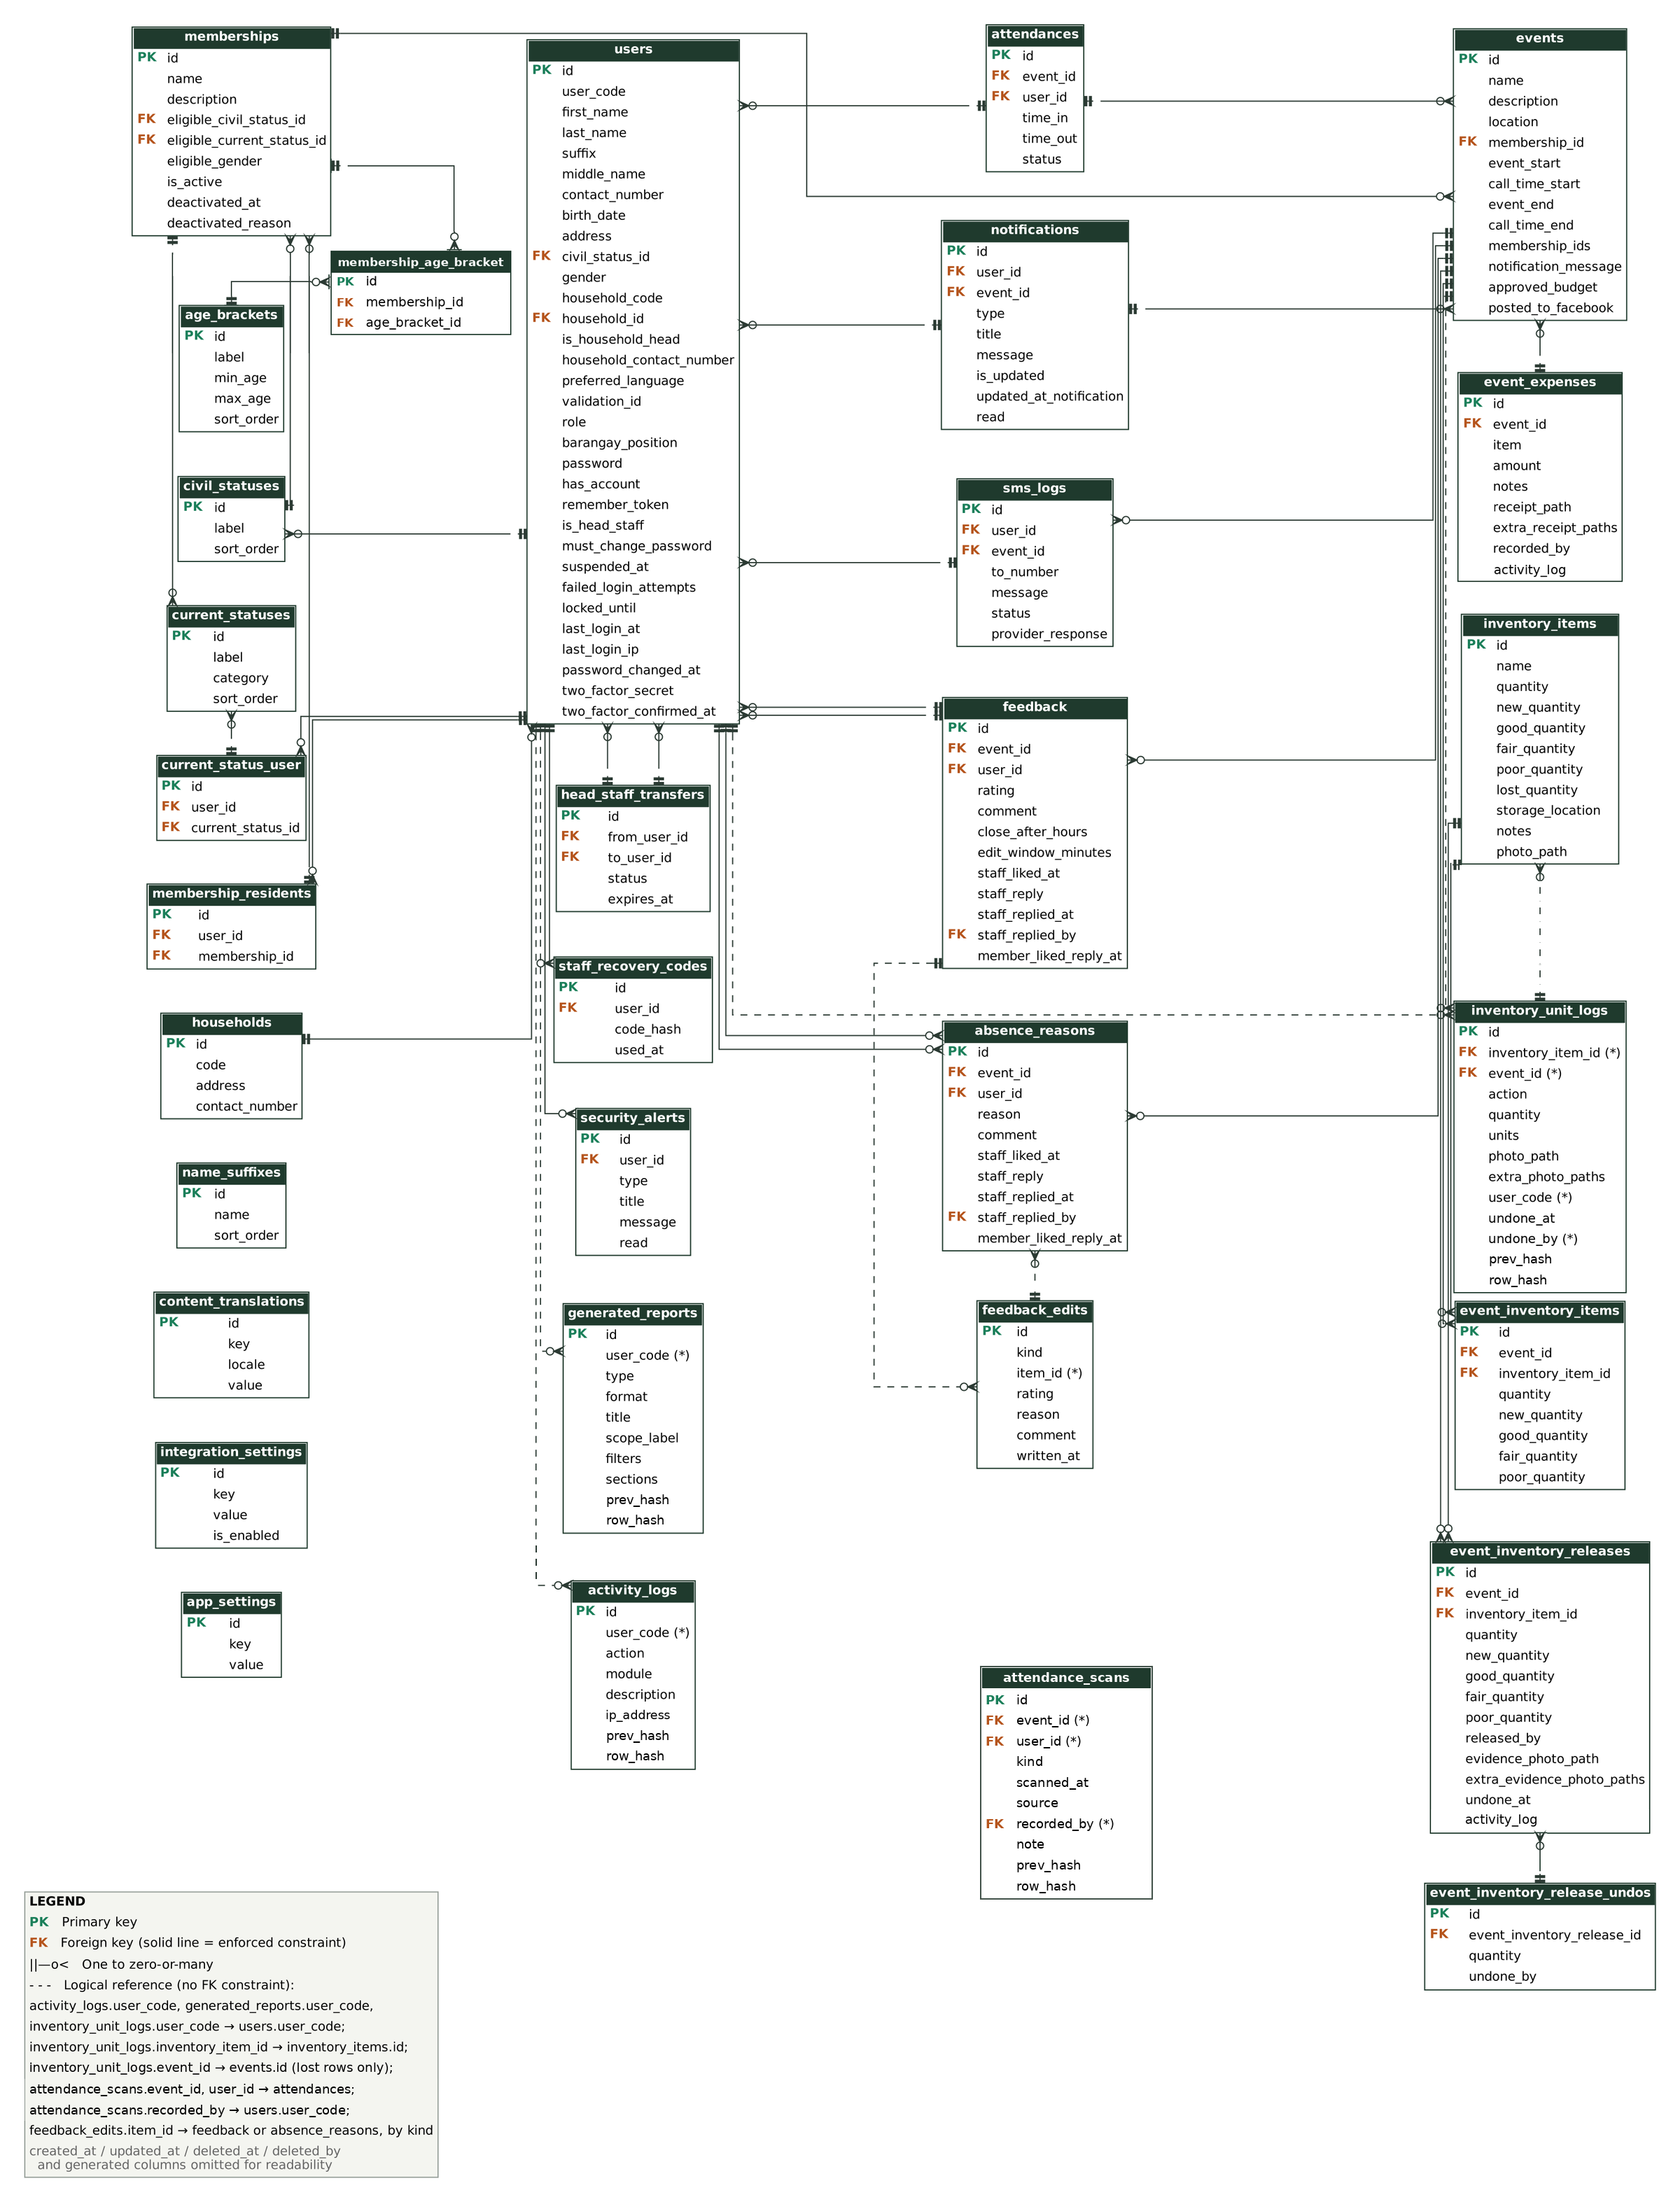 memberships
PK id
name
description
FK eligible_civil_status_id
FK eligible_current_status_id
eligible_gender
is_active
deactivated_at
deactivated_reason
membership_age_bracket
PK id
FK membership_id
FK age_bracket_id
age_brackets
PK id
label
min_age
max_age
sort_order
civil_statuses
PK id
label
sort_order
current_statuses
PK id
label
category
sort_order
current_status_user
PK id
FK user_id
FK current_status_id
membership_residents
PK id
FK user_id
FK membership_id
households
PK id
code
address
contact_number
name_suffixes
PK id
name
sort_order
content_translations
PK id
key
locale
value
integration_settings
PK id
key
value
is_enabled
app_settings
PK id
key
value
users
PK id
user_code
first_name
last_name
suffix
middle_name
contact_number
birth_date
address
FK civil_status_id
gender
household_code
FK household_id
is_household_head
household_contact_number
preferred_language
validation_id
role
barangay_position
password
has_account
remember_token
is_head_staff
must_change_password
suspended_at
failed_login_attempts
locked_until
last_login_at
last_login_ip
password_changed_at
two_factor_secret
two_factor_confirmed_at
head_staff_transfers
PK id
FK from_user_id
FK to_user_id
status
expires_at
staff_recovery_codes
PK id
FK user_id
code_hash
used_at
security_alerts
PK id
FK user_id
type
title
message
read
generated_reports
PK id
user_code (*)
type
format
title
scope_label
filters
sections
prev_hash
row_hash
activity_logs
PK id
user_code (*)
action
module
description
ip_address
prev_hash
row_hash
attendances
PK id
FK event_id
FK user_id
time_in
time_out
status
notifications
PK id
FK user_id
FK event_id
type
title
message
is_updated
updated_at_notification
read
sms_logs
PK id
FK user_id
FK event_id
to_number
message
status
provider_response
feedback
PK id
FK event_id
FK user_id
rating
comment
close_after_hours
edit_window_minutes
staff_liked_at
staff_reply
staff_replied_at
FK staff_replied_by
member_liked_reply_at
absence_reasons
PK id
FK event_id
FK user_id
reason
comment
staff_liked_at
staff_reply
staff_replied_at
FK staff_replied_by
member_liked_reply_at
feedback_edits
PK id
kind
item_id (*)
rating
reason
comment
written_at
attendance_scans
PK id
FK event_id (*)
FK user_id (*)
kind
scanned_at
source
FK recorded_by (*)
note
prev_hash
row_hash
events
PK id
name
description
location
FK membership_id
event_start
call_time_start
event_end
call_time_end
membership_ids
notification_message
approved_budget
posted_to_facebook
event_expenses
PK id
FK event_id
item
amount
notes
receipt_path
extra_receipt_paths
recorded_by
activity_log
inventory_items
PK id
name
quantity
new_quantity
good_quantity
fair_quantity
poor_quantity
lost_quantity
storage_location
notes
photo_path
inventory_unit_logs
PK id
FK inventory_item_id (*)
FK event_id (*)
action
quantity
units
photo_path
extra_photo_paths
user_code (*)
undone_at
undone_by (*)
prev_hash
row_hash
event_inventory_items
PK id
FK event_id
FK inventory_item_id
quantity
new_quantity
good_quantity
fair_quantity
poor_quantity
event_inventory_releases
PK id
FK event_id
FK inventory_item_id
quantity
new_quantity
good_quantity
fair_quantity
poor_quantity
released_by
evidence_photo_path
extra_evidence_photo_paths
undone_at
activity_log
event_inventory_release_undos
PK id
FK event_inventory_release_id
quantity
undone_by
LEGEND
PK Primary key
FK Foreign key (solid line = enforced constraint)
||—o< One to zero-or-many
- - - Logical reference (no FK constraint):
activity_logs.user_code, generated_reports.user_code,
inventory_unit_logs.user_code → users.user_code;
inventory_unit_logs.inventory_item_id → inventory_items.id;
inventory_unit_logs.event_id → events.id (lost rows only);
attendance_scans.event_id, user_id → attendances;
attendance_scans.recorded_by → users.user_code;
feedback_edits.item_id → feedback or absence_reasons, by kind
created_at / updated_at / deleted_at / deleted_by
and generated columns omitted for readability